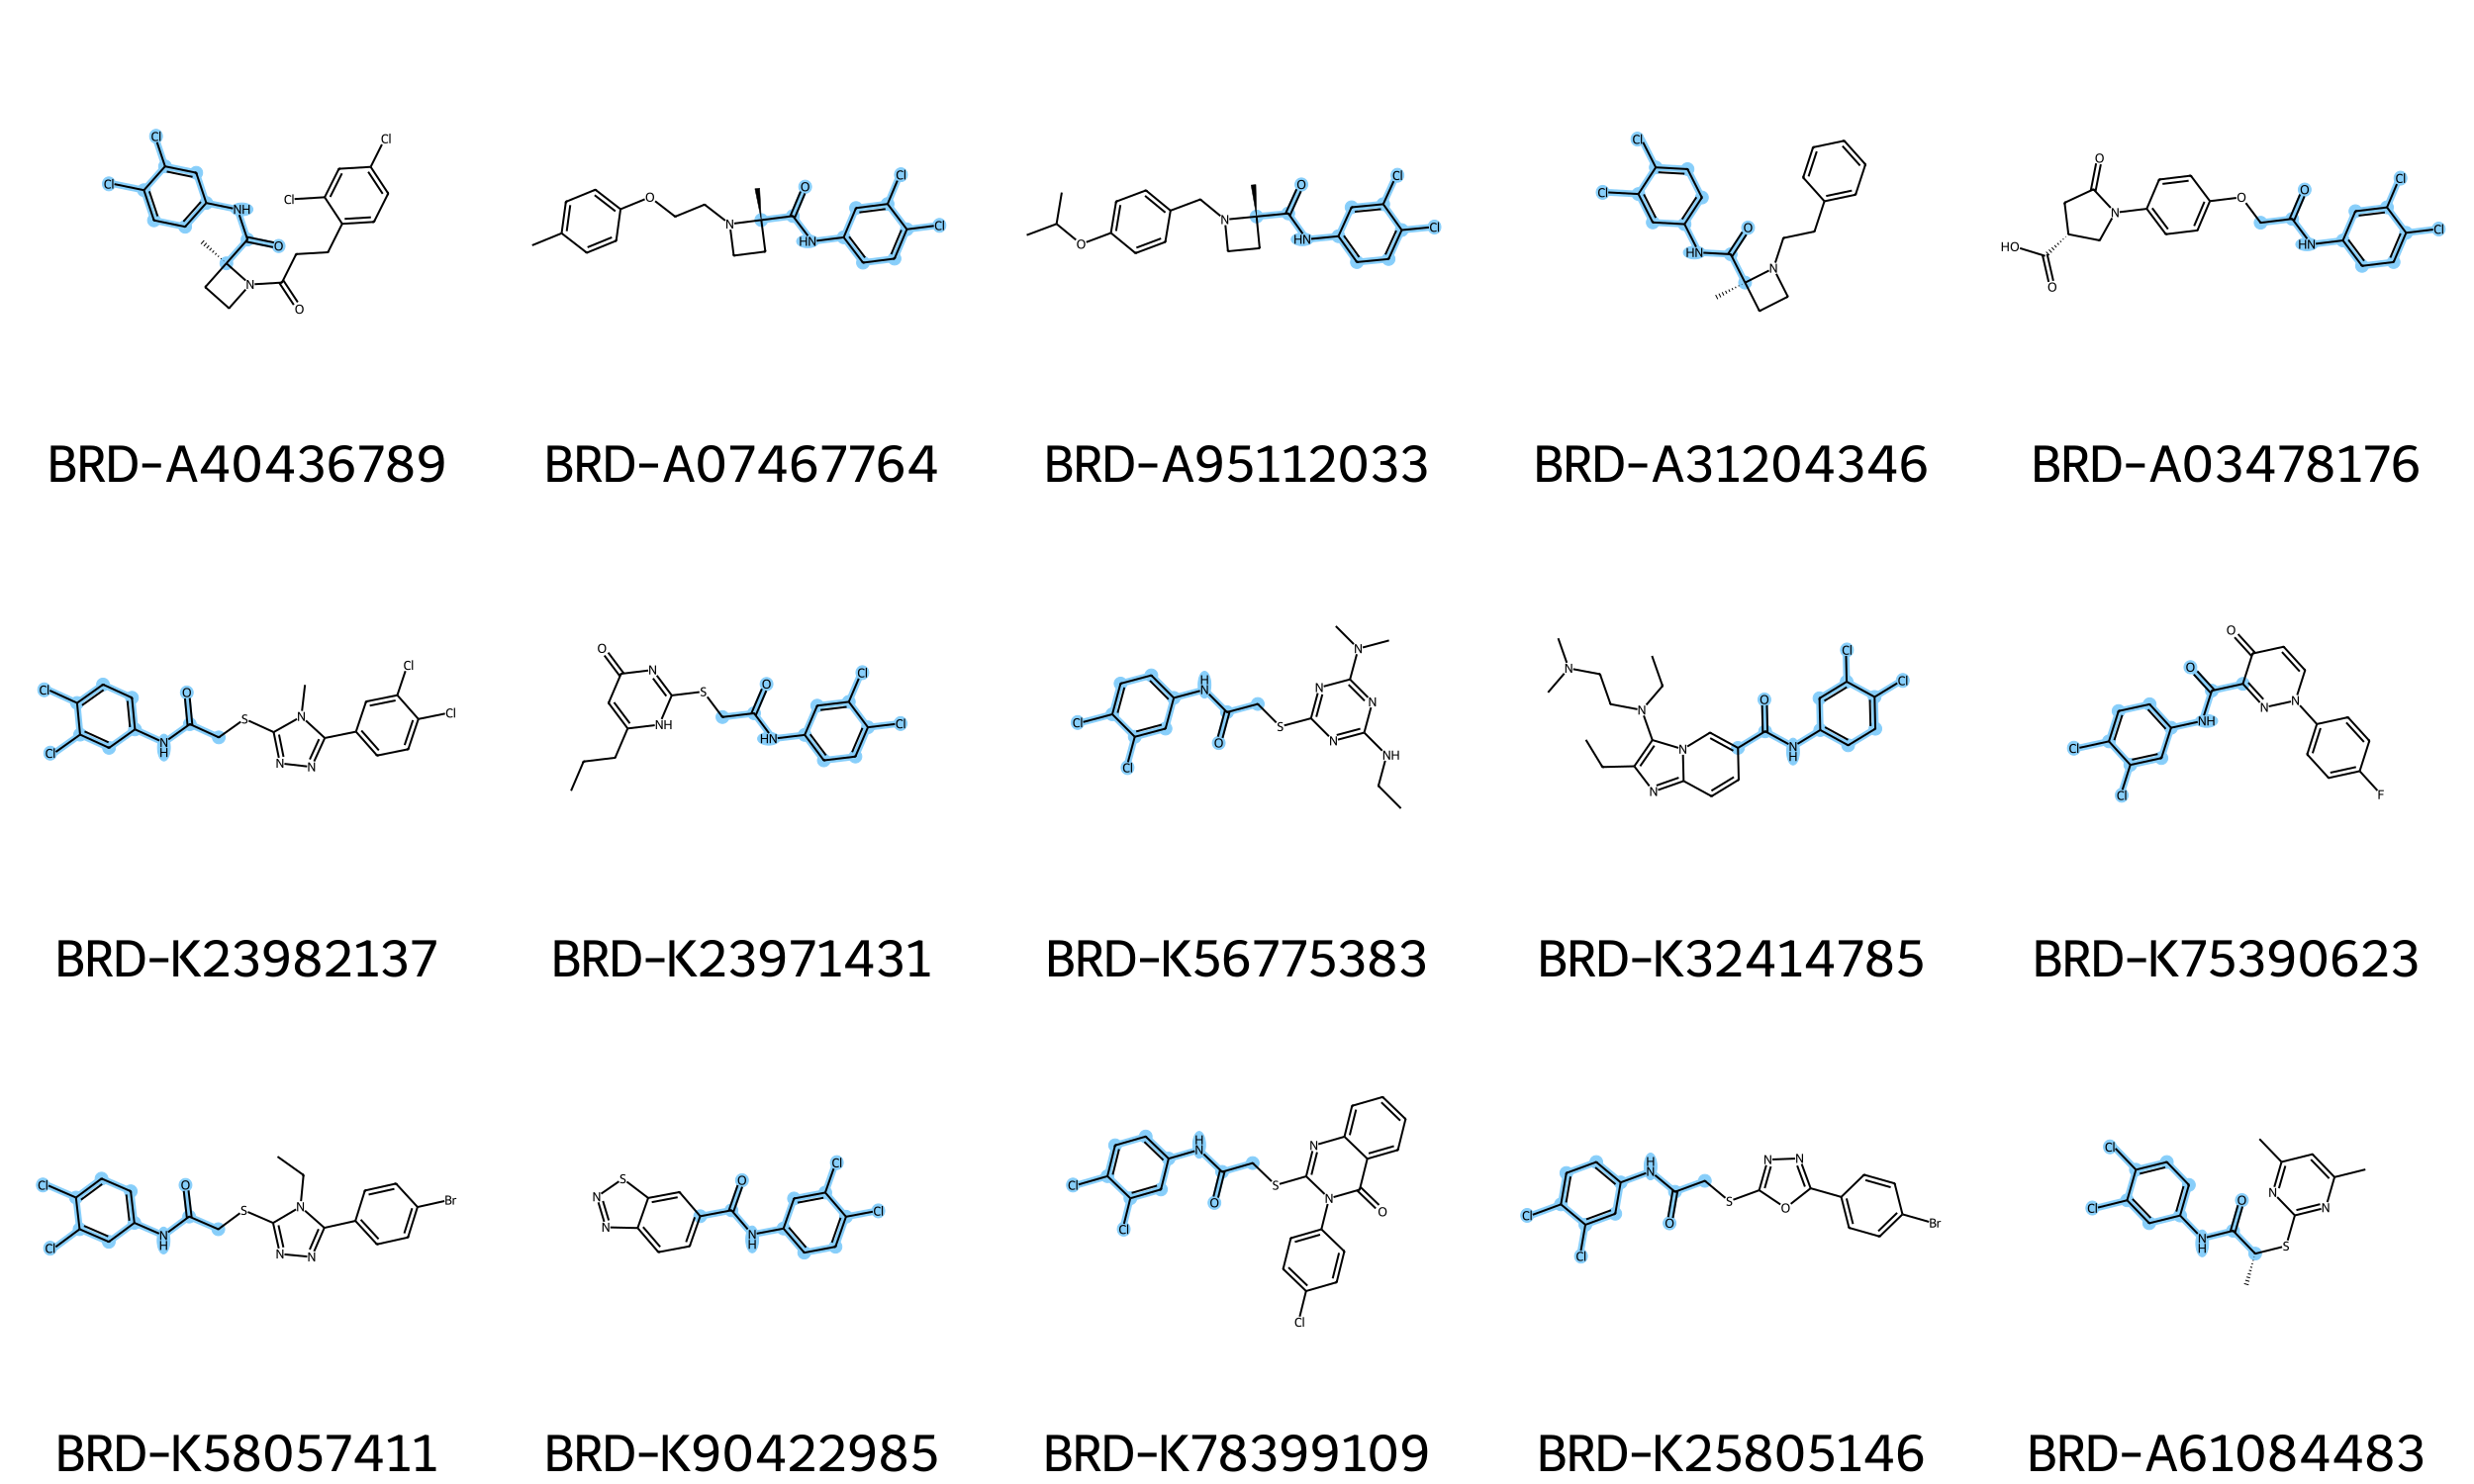 Cl Cl NH O N O Cl Cl
O N O HN Cl Cl
O N O HN Cl Cl
Cl Cl HN O N
O N HO O O O HN Cl Cl
BRD-A40436789 BRD-A07467764 BRD-A95112033 BRD-A31204346 BRD-A03478176
Cl Cl O N H S N N N Cl Cl
O N NH S O HN Cl Cl
Cl Cl H N O S N N N N NH
N N N N O N H Cl Cl
O O NH N N Cl Cl F
BRD-K23982137 BRD-K23971431 BRD-K56775383 BRD-K32414785 BRD-K75390623
Cl Cl O N H S N N N Br
S N N O N H Cl Cl
Cl Cl H N O S N N O Cl
Cl Cl H N O S N N O Br
Cl Cl N H O S N N
BRD-K58057411 BRD-K90422985 BRD-K78399109 BRD-K25805146 BRD-A61084483